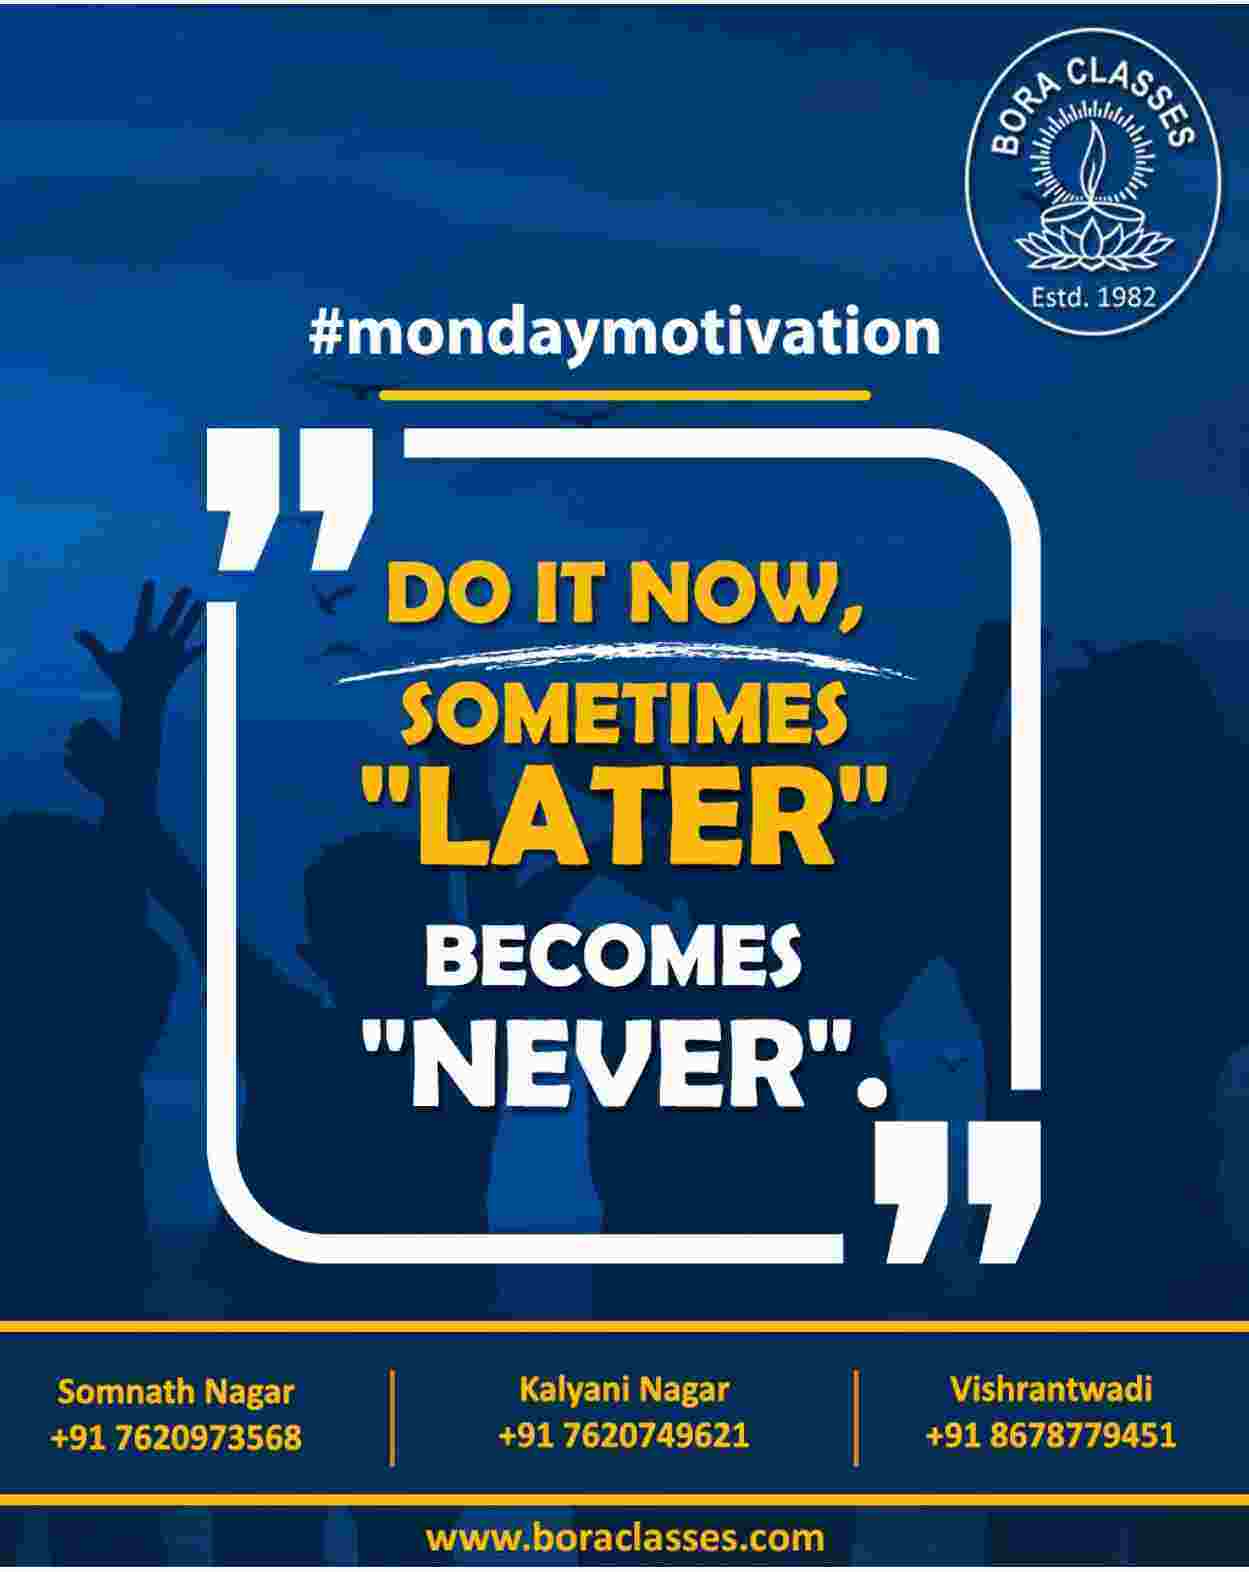 BORA CLASSES
Estd. 1982
#mondaymotivation
DO IT NOW,
SOMETIMES
"LATER"
BECOMES
"NEVER".
Somnath Nagar
+91 7620973568
Kalyani Nagar
+91 7620749621
Vishrantwadi
+91 8678779451
www.boraclasses.com